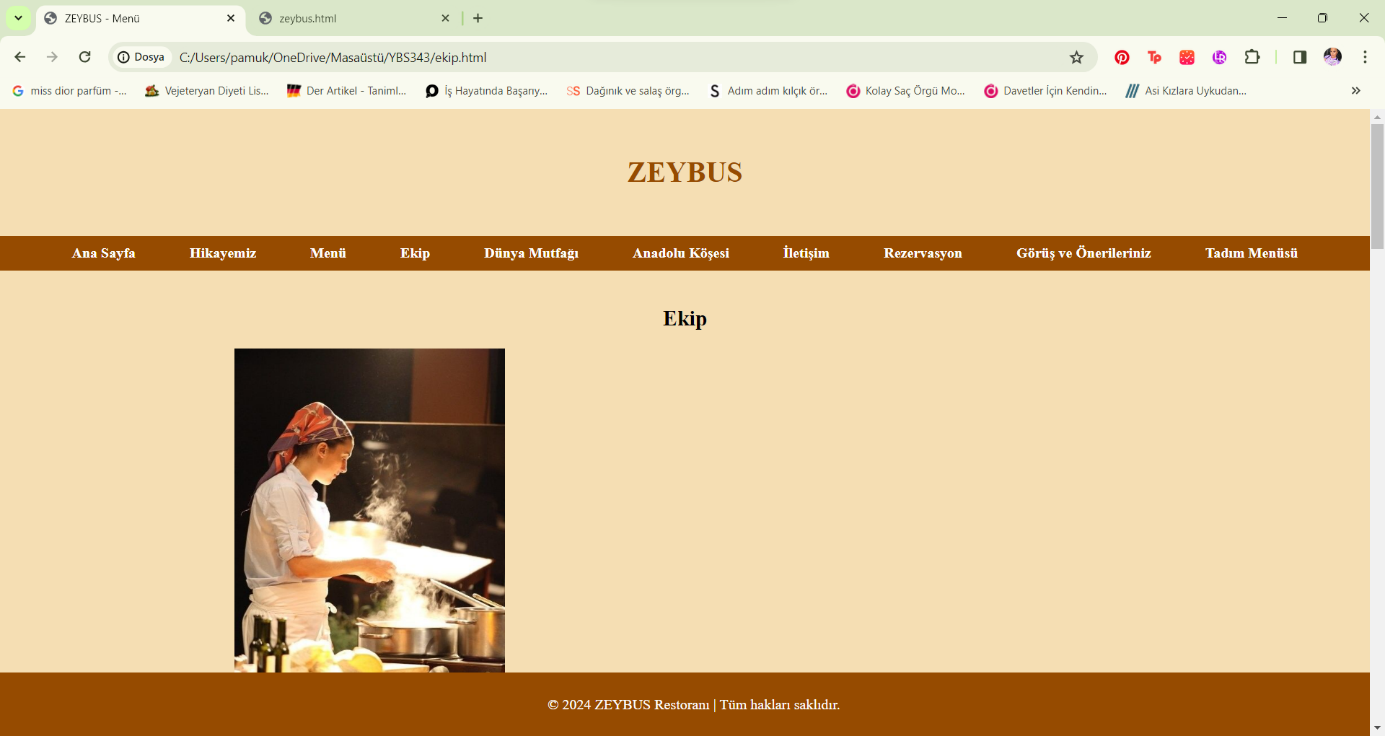 ZEYBUS - Menü
zeybus.html
Dosya C:/Users/pamuk/OneDrive/Masaüstü/YBS343/ekip.html
miss dior parfüm -... Vejeteryan Diyeti Lis... Der Artikel - Taniml... İş Hayatında Başarıy... Dağınık ve salaş örg... Adım adım kılçık ör... Kolay Saç Örgü Mo... Davetler İçin Kendin... Asi Kızlara Uykudan...
ZEYBUS
Ana Sayfa Hikayemiz Menü Ekip Dünya Mutfağı Anadolu Köşesi İletişim Rezervasyon Görüş ve Önerileriniz Tadım Menüsü
Ekip
© 2024 ZEYBUS Restoranı | Tüm hakları saklıdır.